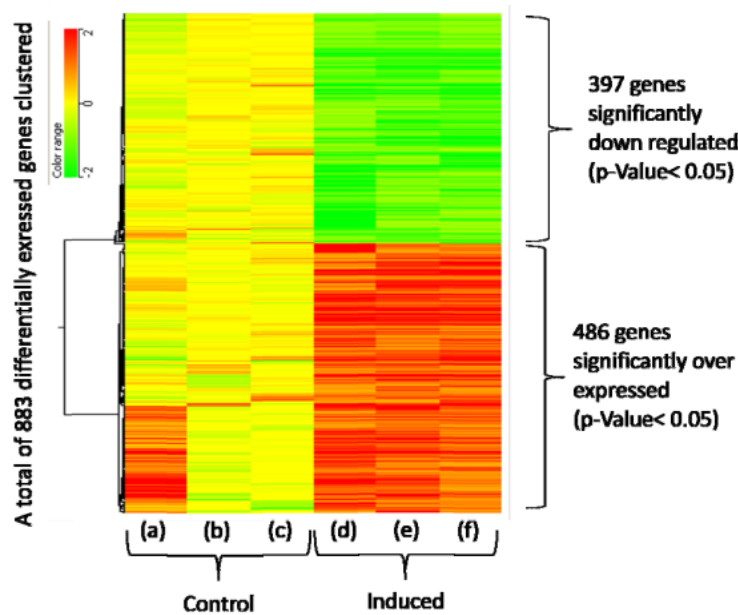 A total of 883 differentially expressed genes clustered
Color range
2
0
-2
397 genes
significantly
down regulated
(p-Value< 0.05)
486 genes
significantly over
expressed
(p-Value< 0.05)
(a) (b) (c) (d) (e) (f)
Control Induced